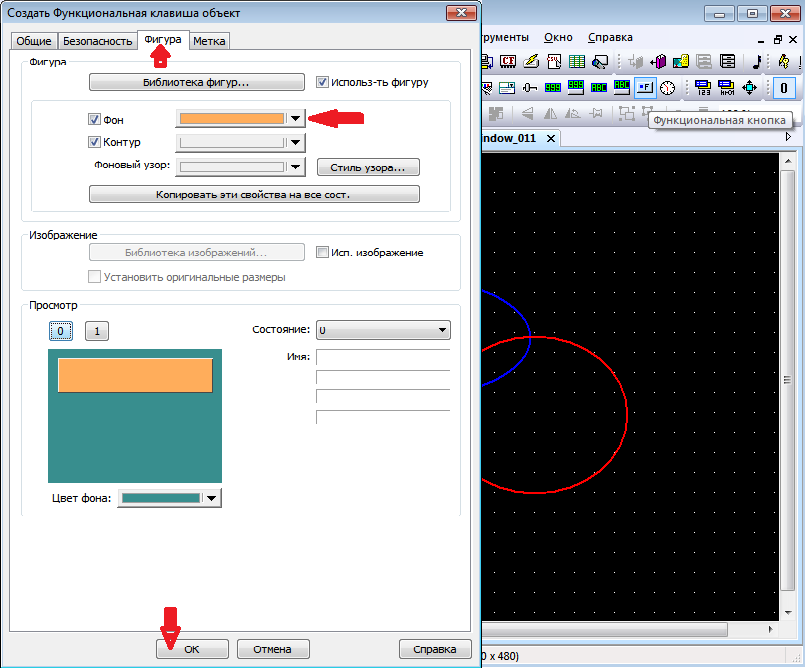 Создать Функциональная клавиша объект
Общие Безопасность Фигура Метка
Фигура
Библиотека фигур... Использ-ть фигуру
Фон
Контур
Фоновый узор: Стиль узора...
Копировать эти свойства на все сост.
Изображение
Библиотека изображений... Исп. изображение
Установить оригинальные размеры
Просмотр
0 1 Состояние: 0
Имя:
Цвет фона:
OK Отмена Справка
рументы Окно Справка
0
Функциональная кнопка
indow_011
0 x 480)